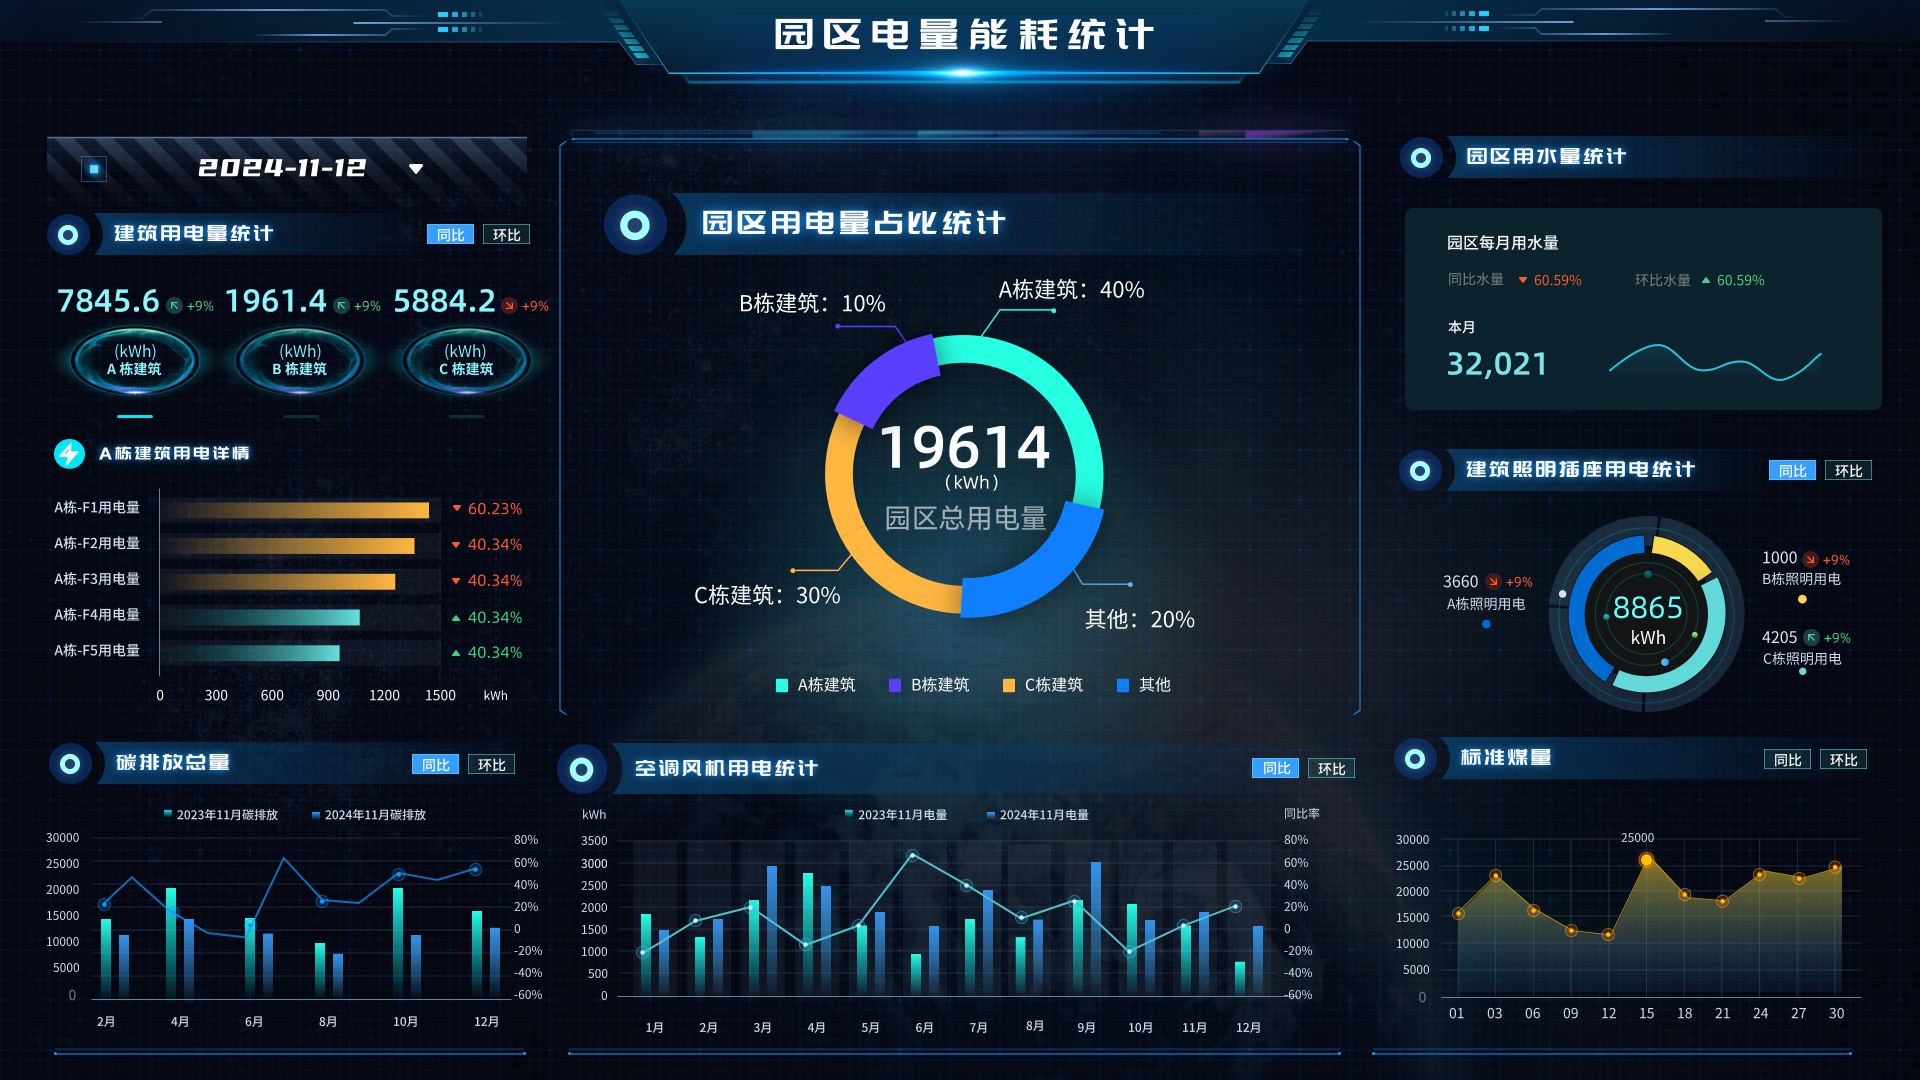 园区电量能耗统计
2024-11-12
建筑用电量统计
同比
环比
7845.6
+9%
1961.4
+9%
5884.2
+9%
(kWh)
A 栋建筑
(kWh)
B 栋建筑
(kWh)
C 栋建筑
A栋建筑用电详情
A栋-F1用电量
60.23%
A栋-F2用电量
40.34%
A栋-F3用电量
40.34%
A栋-F4用电量
40.34%
A栋-F5用电量
40.34%
0 300 600 900 1200 1500 kWh
园区用电量占比统计
B栋建筑：10%
A栋建筑：40%
19614
(kWh)
园区总用电量
C栋建筑：30%
其他：20%
A栋建筑
B栋建筑
C栋建筑
其他
园区用水量统计
园区每月用水量
同比水量 60.59%
环比水量 60.59%
本月
32,021
建筑照明插座用电统计
同比
环比
3660 +9%
A栋照明用电
8865
kWh
1000 +9%
B栋照明用电
4205 +9%
C栋照明用电
碳排放总量
同比
环比
2023年11月碳排放
2024年11月碳排放
30000
25000
20000
15000
10000
5000
0
80%
60%
40%
20%
0
-20%
-40%
-60%
2月 4月 6月 8月 10月 12月
空调风机用电统计
同比
环比
kWh
2023年11月电量
2024年11月电量
同比率
3500
3000
2500
2000
1500
1000
500
0
80%
60%
40%
20%
0
-20%
-40%
-60%
1月 2月 3月 4月 5月 6月 7月 8月 9月 10月 11月 12月
标准煤量
同比
环比
25000
30000
25000
20000
15000
10000
5000
0
01 03 06 09 12 15 18 21 24 27 30